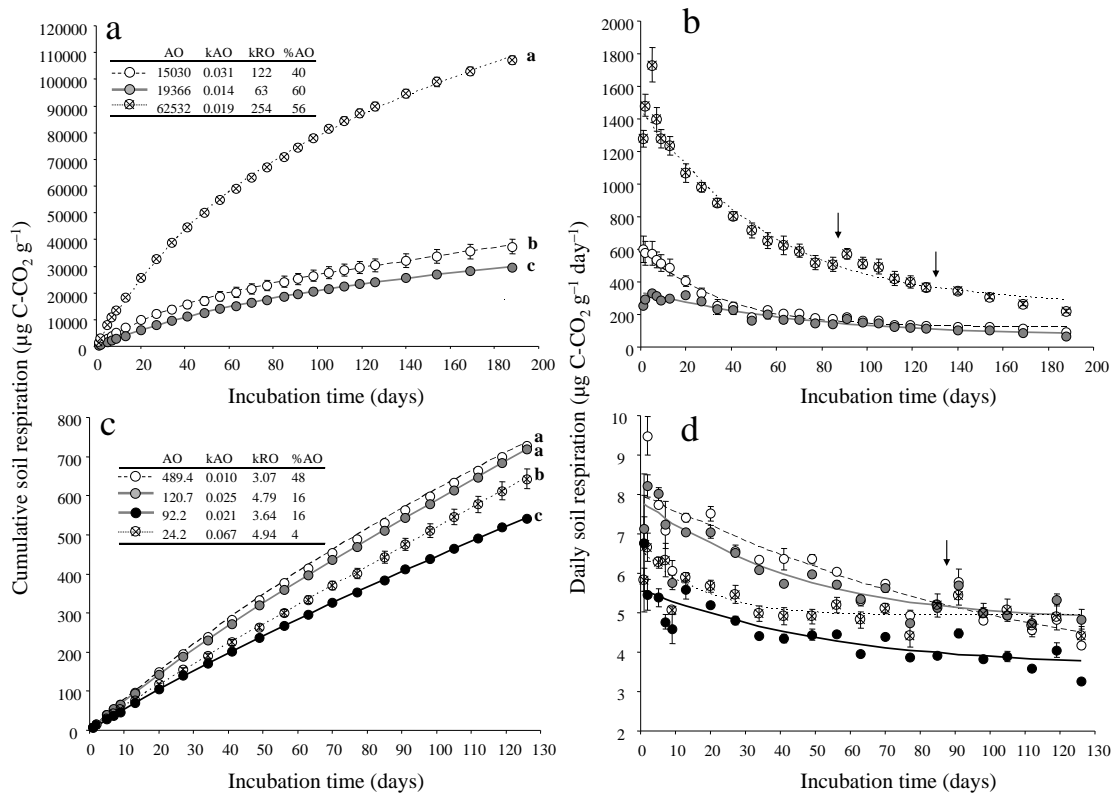 a
AO kAO kRO %AO
15030 0.031 122 40
19366 0.014 63 60
62532 0.019 254 56
120000
110000
100000
90000
80000
70000
60000
50000
40000
30000
20000
10000
0
a
b
c
0 20 40 60 80 100 120 140 160 180 200
Incubation time (days)
b
2000
1800
1600
1400
1200
1000
800
600
400
200
0
0 20 40 60 80 100 120 140 160 180 200
Incubation time (days)
Cumulative soil respiration (µg C-CO₂ g⁻¹)
Daily soil respiration (µg C-CO₂ g⁻¹ day⁻¹)
c
AO kAO kRO %AO
489.4 0.010 3.07 48
120.7 0.025 4.79 16
92.2 0.021 3.64 16
24.2 0.067 4.94 4
800
700
600
500
400
300
200
100
0
a
a
b
c
0 10 20 30 40 50 60 70 80 90 100 110 120 130
Incubation time (days)
d
10
9
8
7
6
5
4
3
2
0 10 20 30 40 50 60 70 80 90 100 110 120 130
Incubation time (days)